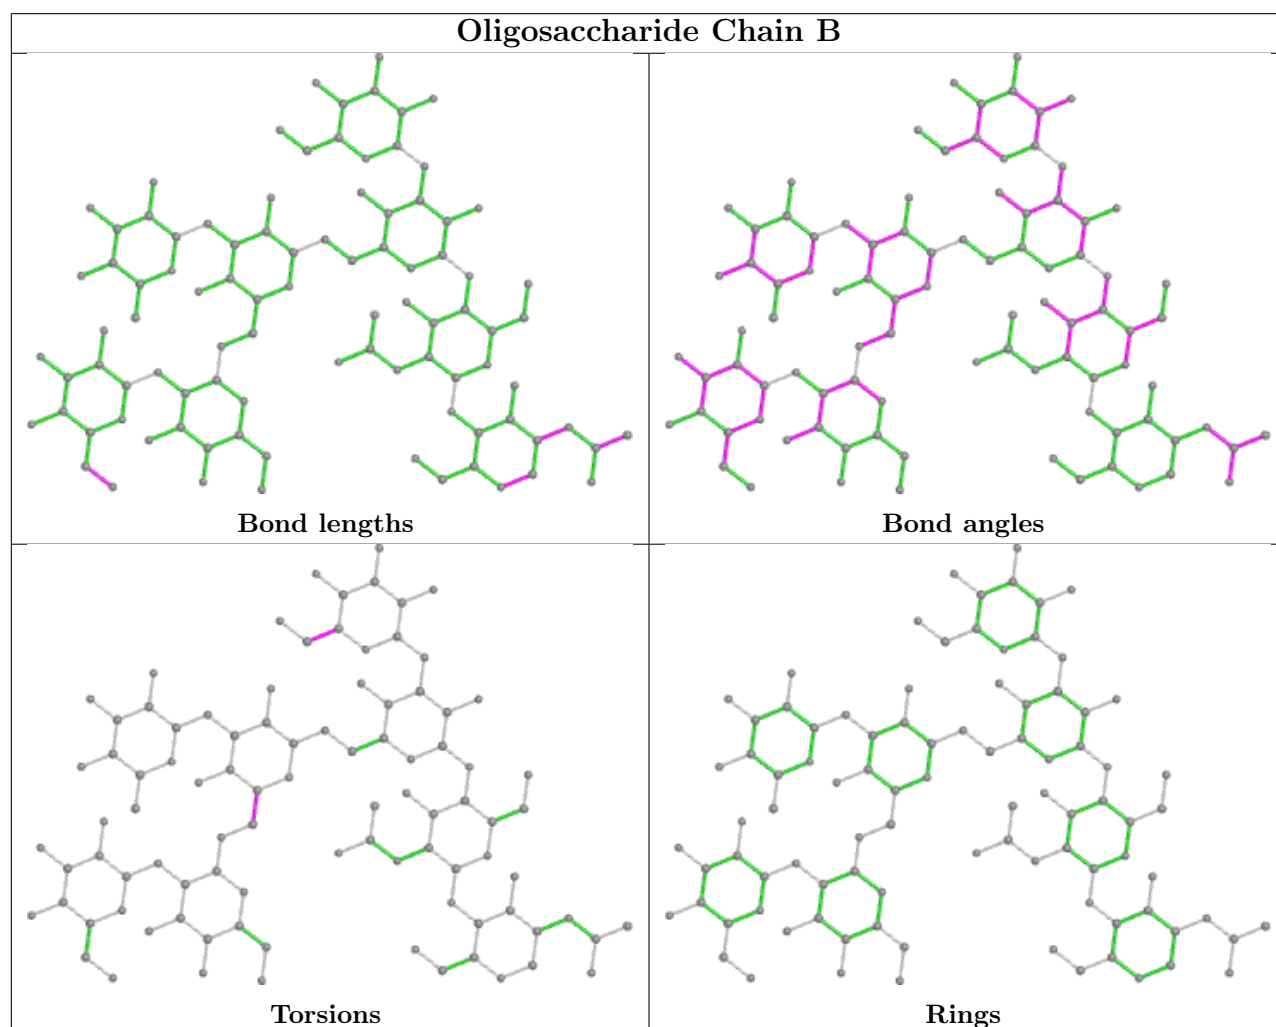 Oligosaccharide Chain B
Bond lengths
Bond angles
Torsions
Rings